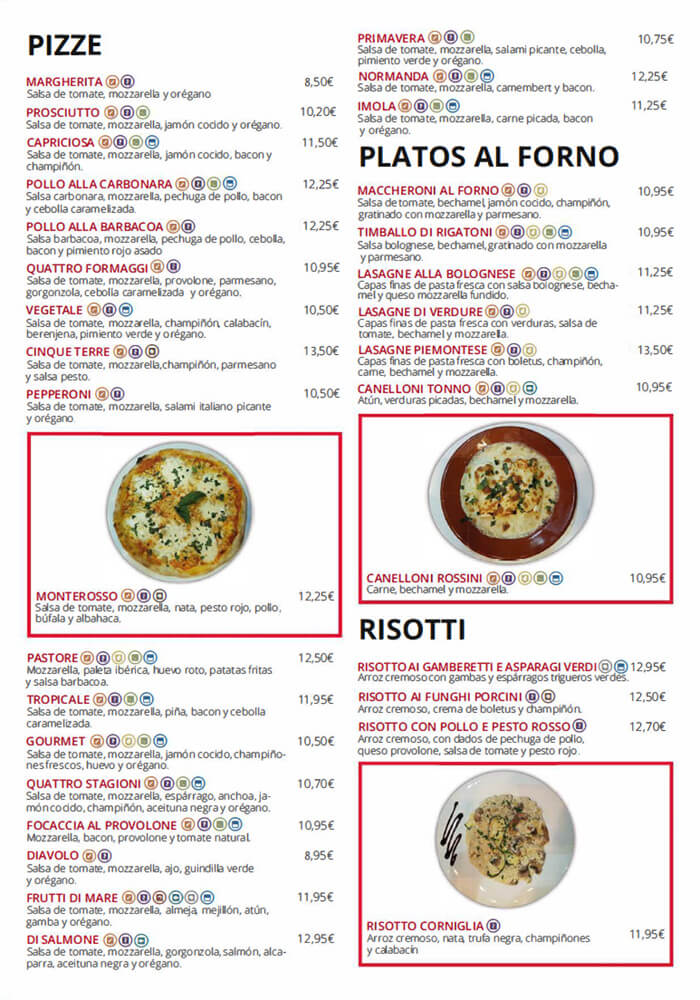 PIZZE
MARGHERITA 8,50€
Salsa de tomate, mozzarella y orégano
PROSCIUTTO 10,20€
Salsa de tomate, mozzarella, jamón cocido y orégano.
CAPRICIOSA 11,50€
Salsa de tomate, mozzarella, jamón cocido, bacon y
champiñón.
POLLO ALLA CARBONARA 12,25€
Salsa carbonara, mozzarella, pechuga de pollo, bacon
y cebolla caramelizada.
POLLO ALLA BARBACOA 12,25€
Salsa barbacoa, mozzarella, pechuga de pollo, cebolla,
bacon y pimiento rojo asado
QUATTRO FORMAGGI 10,95€
Salsa de tomate, mozzarella, provolone, parmesano,
gorgonzola, cebolla caramelizada y orégano.
VEGETALE 10,50€
Salsa de tomate, mozzarella, champiñón, calabacín,
berenjena, pimiento verde y orégano.
CINQUE TERRE 13,50€
Salsa de tomate, mozzarella,champiñón, parmesano
y salsa pesto.
PEPPERONI 10,50€
Salsa de tomate, mozzarella, salami italiano picante
y orégano
MONTEROSSO 12,25€
Salsa de tomate, mozzarella, nata, pesto rojo, pollo,
búfala y albahaca.
PASTORE 12,50€
Mozzarella, paleta ibérica, huevo roto, patatas fritas
y salsa barbacoa.
TROPICALE 11,95€
Salsa de tomate, mozzarella, piña, bacon y cebolla
caramelizada.
GOURMET 10,50€
Salsa de tomate, mozzarella, jamón cocido, champiño-
nes frescos, huevo y orégano.
QUATTRO STAGIONI 10,70€
Salsa de tomate, mozzarella, espárrago, anchoa, ja-
món cocido, champiñón, aceituna negra y orégano.
FOCACCIA AL PROVOLONE 10,95€
Mozzarella, bacon, provolone y tomate natural.
DIAVOLO 8,95€
Salsa de tomate, mozzarella, ajo, guindilla verde
y orégano.
FRUTTI DI MARE 11,95€
Salsa de tomate, mozzarella, almeja, mejillón, atún,
gamba y orégano.
DI SALMONE 12,95€
Salsa de tomate, mozzarella, gorgonzola, salmón, alca-
parra, aceituna negra y orégano.
PRIMAVERA 10,75€
Salsa de tomate, mozzarella, salami picante, cebolla,
pimiento verde y orégano.
NORMANDA 12,25€
Salsa de tomate, mozzarella, camembert y bacon.
IMOLA 11,25€
Salsa de tomate, mozzarella, carne picada, bacon
y orégano.
PLATOS AL FORNO
MACCHERONI AL FORNO 10,95€
Salsa de tomate, bechamel, jamón cocido, champiñón,
gratinado con mozzarella y parmesano.
TIMBALLO DI RIGATONI 10,95€
Salsa bolognese, bechamel, gratinado con mozzarella
y parmesano.
LASAGNE ALLA BOLOGNESE 11,25€
Capas finas de pasta fresca con salsa bolognese, becha-
mel y queso mozzarella fundido.
LASAGNE DI VERDURE 11,25€
Capas finas de pasta fresca con verduras, salsa de
tomate, bechamel y mozzarella.
LASAGNE PIEMONTESE 13,50€
Capas finas de pasta fresca con boletus, champiñón,
carne, bechamel y mozzarella.
CANELLONI TONNO 10,95€
Atún, verduras picadas, bechamel y mozzarella.
CANELLONI ROSSINI 10,95€
Carne, bechamel y mozzarella.
RISOTTI
RISOTTO AI GAMBERETTI E ASPARAGI VERDI 12,95€
Arroz cremoso con gambas y espárragos trigueros verdes.
RISOTTO AI FUNGHI PORCINI 12,50€
Arroz cremoso, crema de boletus y champiñón.
RISOTTO CON POLLO E PESTO ROSSO 12,70€
Arroz cremoso, con dados de pechuga de pollo,
queso provolone, salsa de tomate y pesto rojo.
RISOTTO CORNIGLIA 11,95€
Arroz cremoso, nata, trufa negra, champiñones
y calabacín